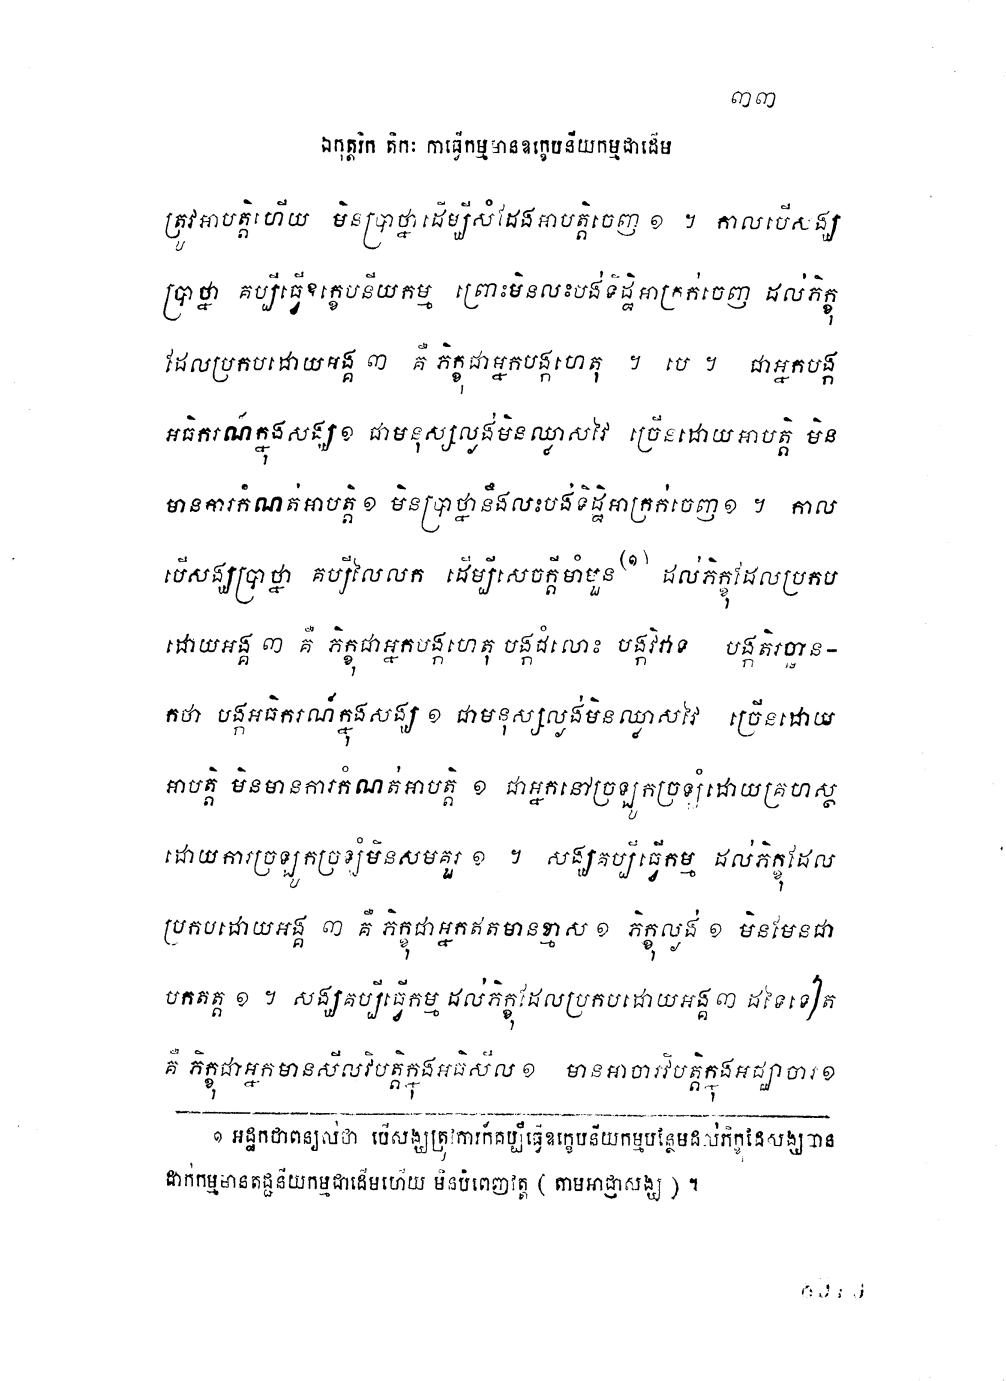 ៣៣
ឯកុត្តរិក តិកៈ ការធ្វើកម្មមានឧក្ខេបនីយកម្មជាដើម
ត្រូវអាបត្តិហើយ មិនប្រាថ្នាដើម្បីសំដែងអាបត្តិចេញ ១ ។ កាលបើសង្ឃ
ប្រាថ្នា គប្បីធ្វើឧក្ខេបនីយកម្ម ព្រោះមិនលះបង់ទិដ្ឋិអាក្រក់ចេញ ដល់ភិក្ខុ
ដែលប្រកបដោយអង្គ ៣ គឺ ភិក្ខុជាអ្នកបង្កហេតុ ។ បេ ។ ជាអ្នកបង្ក
អធិករណ៍ក្នុងសង្ឃ ១ ជាមនុស្សល្ងង់មិនឈ្លាសវៃ ច្រើនដោយអាបត្តិ មិន
មានការកំណត់អាបត្តិ ១ មិនប្រាថ្នានឹងលះបង់ទិដ្ឋិអាក្រក់ចេញ ១ ។ កាល
បើសង្ឃប្រាថ្នា គប្បីលៃលក ដើម្បីសេចក្តីមាំមួន(១) ដល់ភិក្ខុដែលប្រកប
ដោយអង្គ ៣ គឺ ភិក្ខុជាអ្នកបង្កហេតុ បង្កជំលោះ បង្កវិវាទ បង្កតិរច្ឆាន-
កថា បង្កអធិករណ៍ក្នុងសង្ឃ ១ ជាមនុស្សល្ងង់មិនឈ្លាសវៃ ច្រើនដោយ
អាបត្តិ មិនមានការកំណត់អាបត្តិ ១ ជាអ្នកនៅច្រឡូកច្រឡំដោយគ្រហស្ថ
ដោយការច្រឡូកច្រឡំមិនសមគួរ ១ ។ សង្ឃគប្បីធ្វើកម្ម ដល់ភិក្ខុដែល
ប្រកបដោយអង្គ ៣ គឺ ភិក្ខុជាអ្នកឥតមានខ្មាស ១ ភិក្ខុល្ងង់ ១ មិនមែនជា
បកតត្ត ១ ។ សង្ឃគប្បីធ្វើកម្ម ដល់ភិក្ខុដែលប្រកបដោយអង្គ ៣ ដទៃទៀត
គឺ ភិក្ខុជាអ្នកមានសីលវិបត្តិក្នុងអធិសីល ១ មានអាចារវិបត្តិក្នុងអជ្ឈាចារ ១
១ អដ្ឋកថាពន្យល់ថា បើសង្ឃត្រូវការក៏គប្បីធ្វើឧក្ខេបនីយកម្មបន្ថែមដល់ភិក្ខុដែលសង្ឃបាន
ដាក់កម្មមានតជ្ជនីយកម្មជាដើមហើយ មិនបំពេញវត្ត ( តាមអាជ្ញាសង្ឃ ) ។